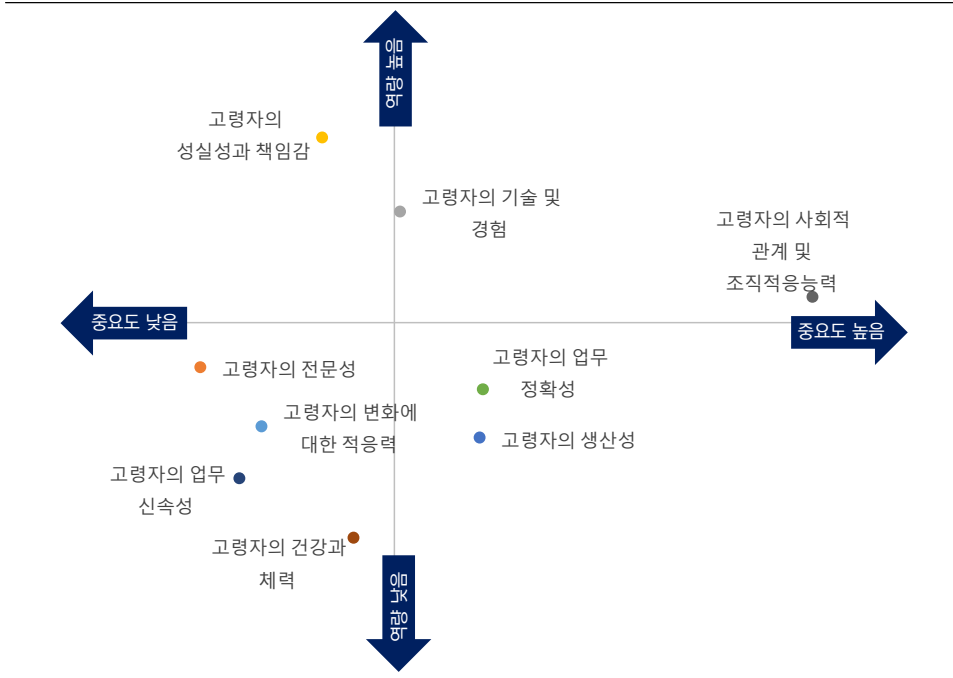 역량 높음
고령자의
성실성과 책임감
고령자의 기술 및
경험
고령자의 사회적
관계 및
조직적응능력
중요도 낮음
중요도 높음
고령자의 업무
정확성
고령자의 전문성
고령자의 변화에
대한 적응력
고령자의 생산성
고령자의 업무
신속성
고령자의 건강과
체력
역량 낮음